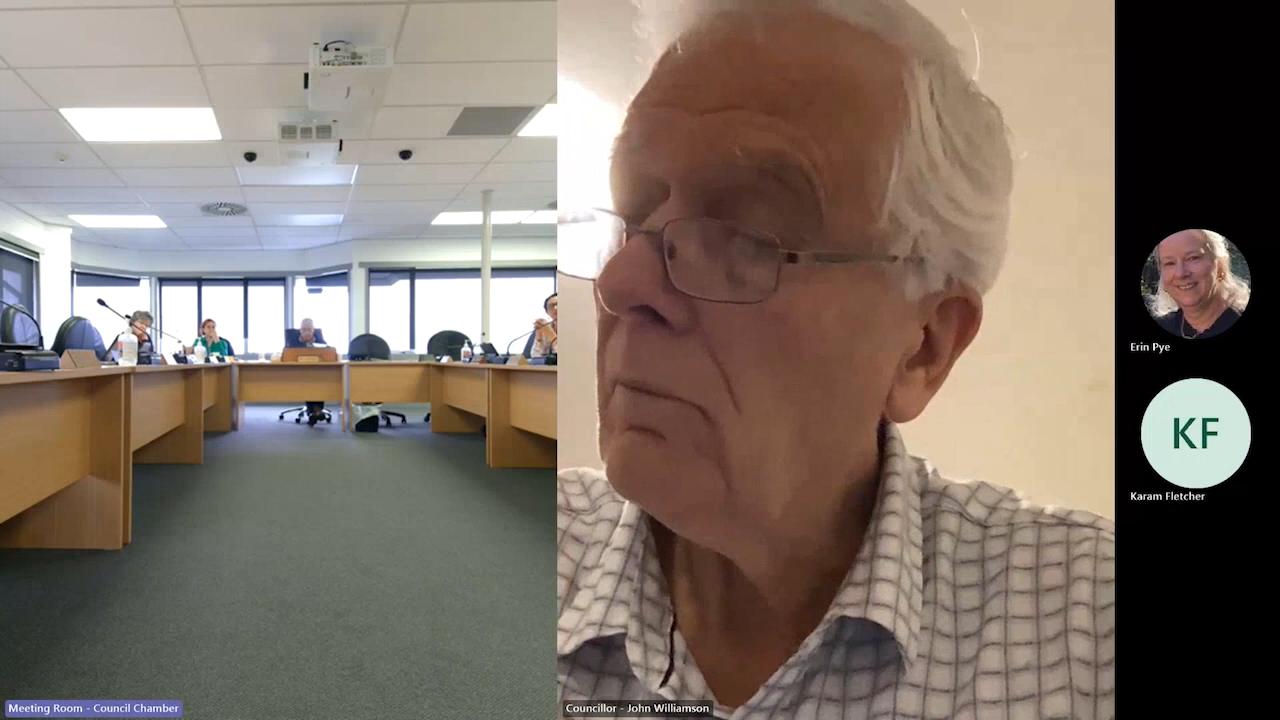 Erin Pye
KF
Karam Fletcher
Meeting Room - Council Chamber
Councillor - John Williamson